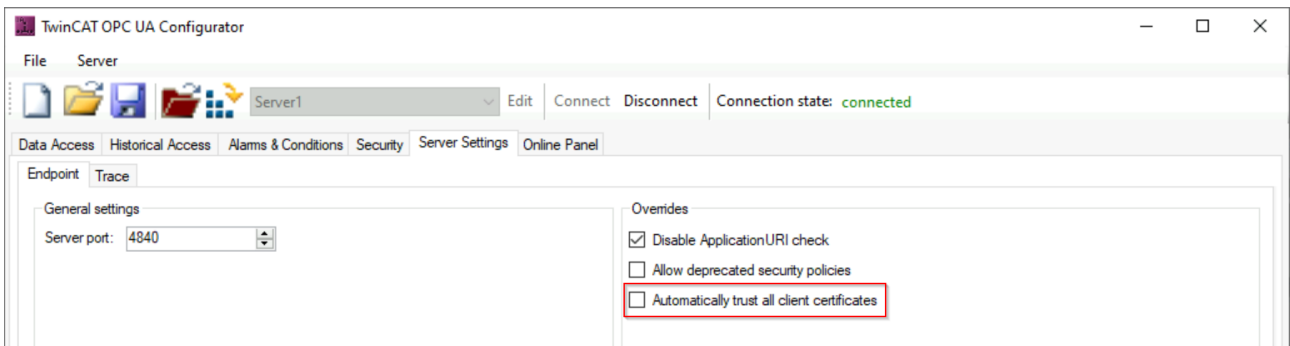 TwinCAT OPC UA Configurator
File Server
Server1 Edit Connect Disconnect Connection state: connected
Data Access Historical Access Alarms & Conditions Security Server Settings Online Panel
Endpoint Trace
General settings
Server port: 4840
Overrides
Disable ApplicationURI check
Allow deprecated security policies
Automatically trust all client certificates